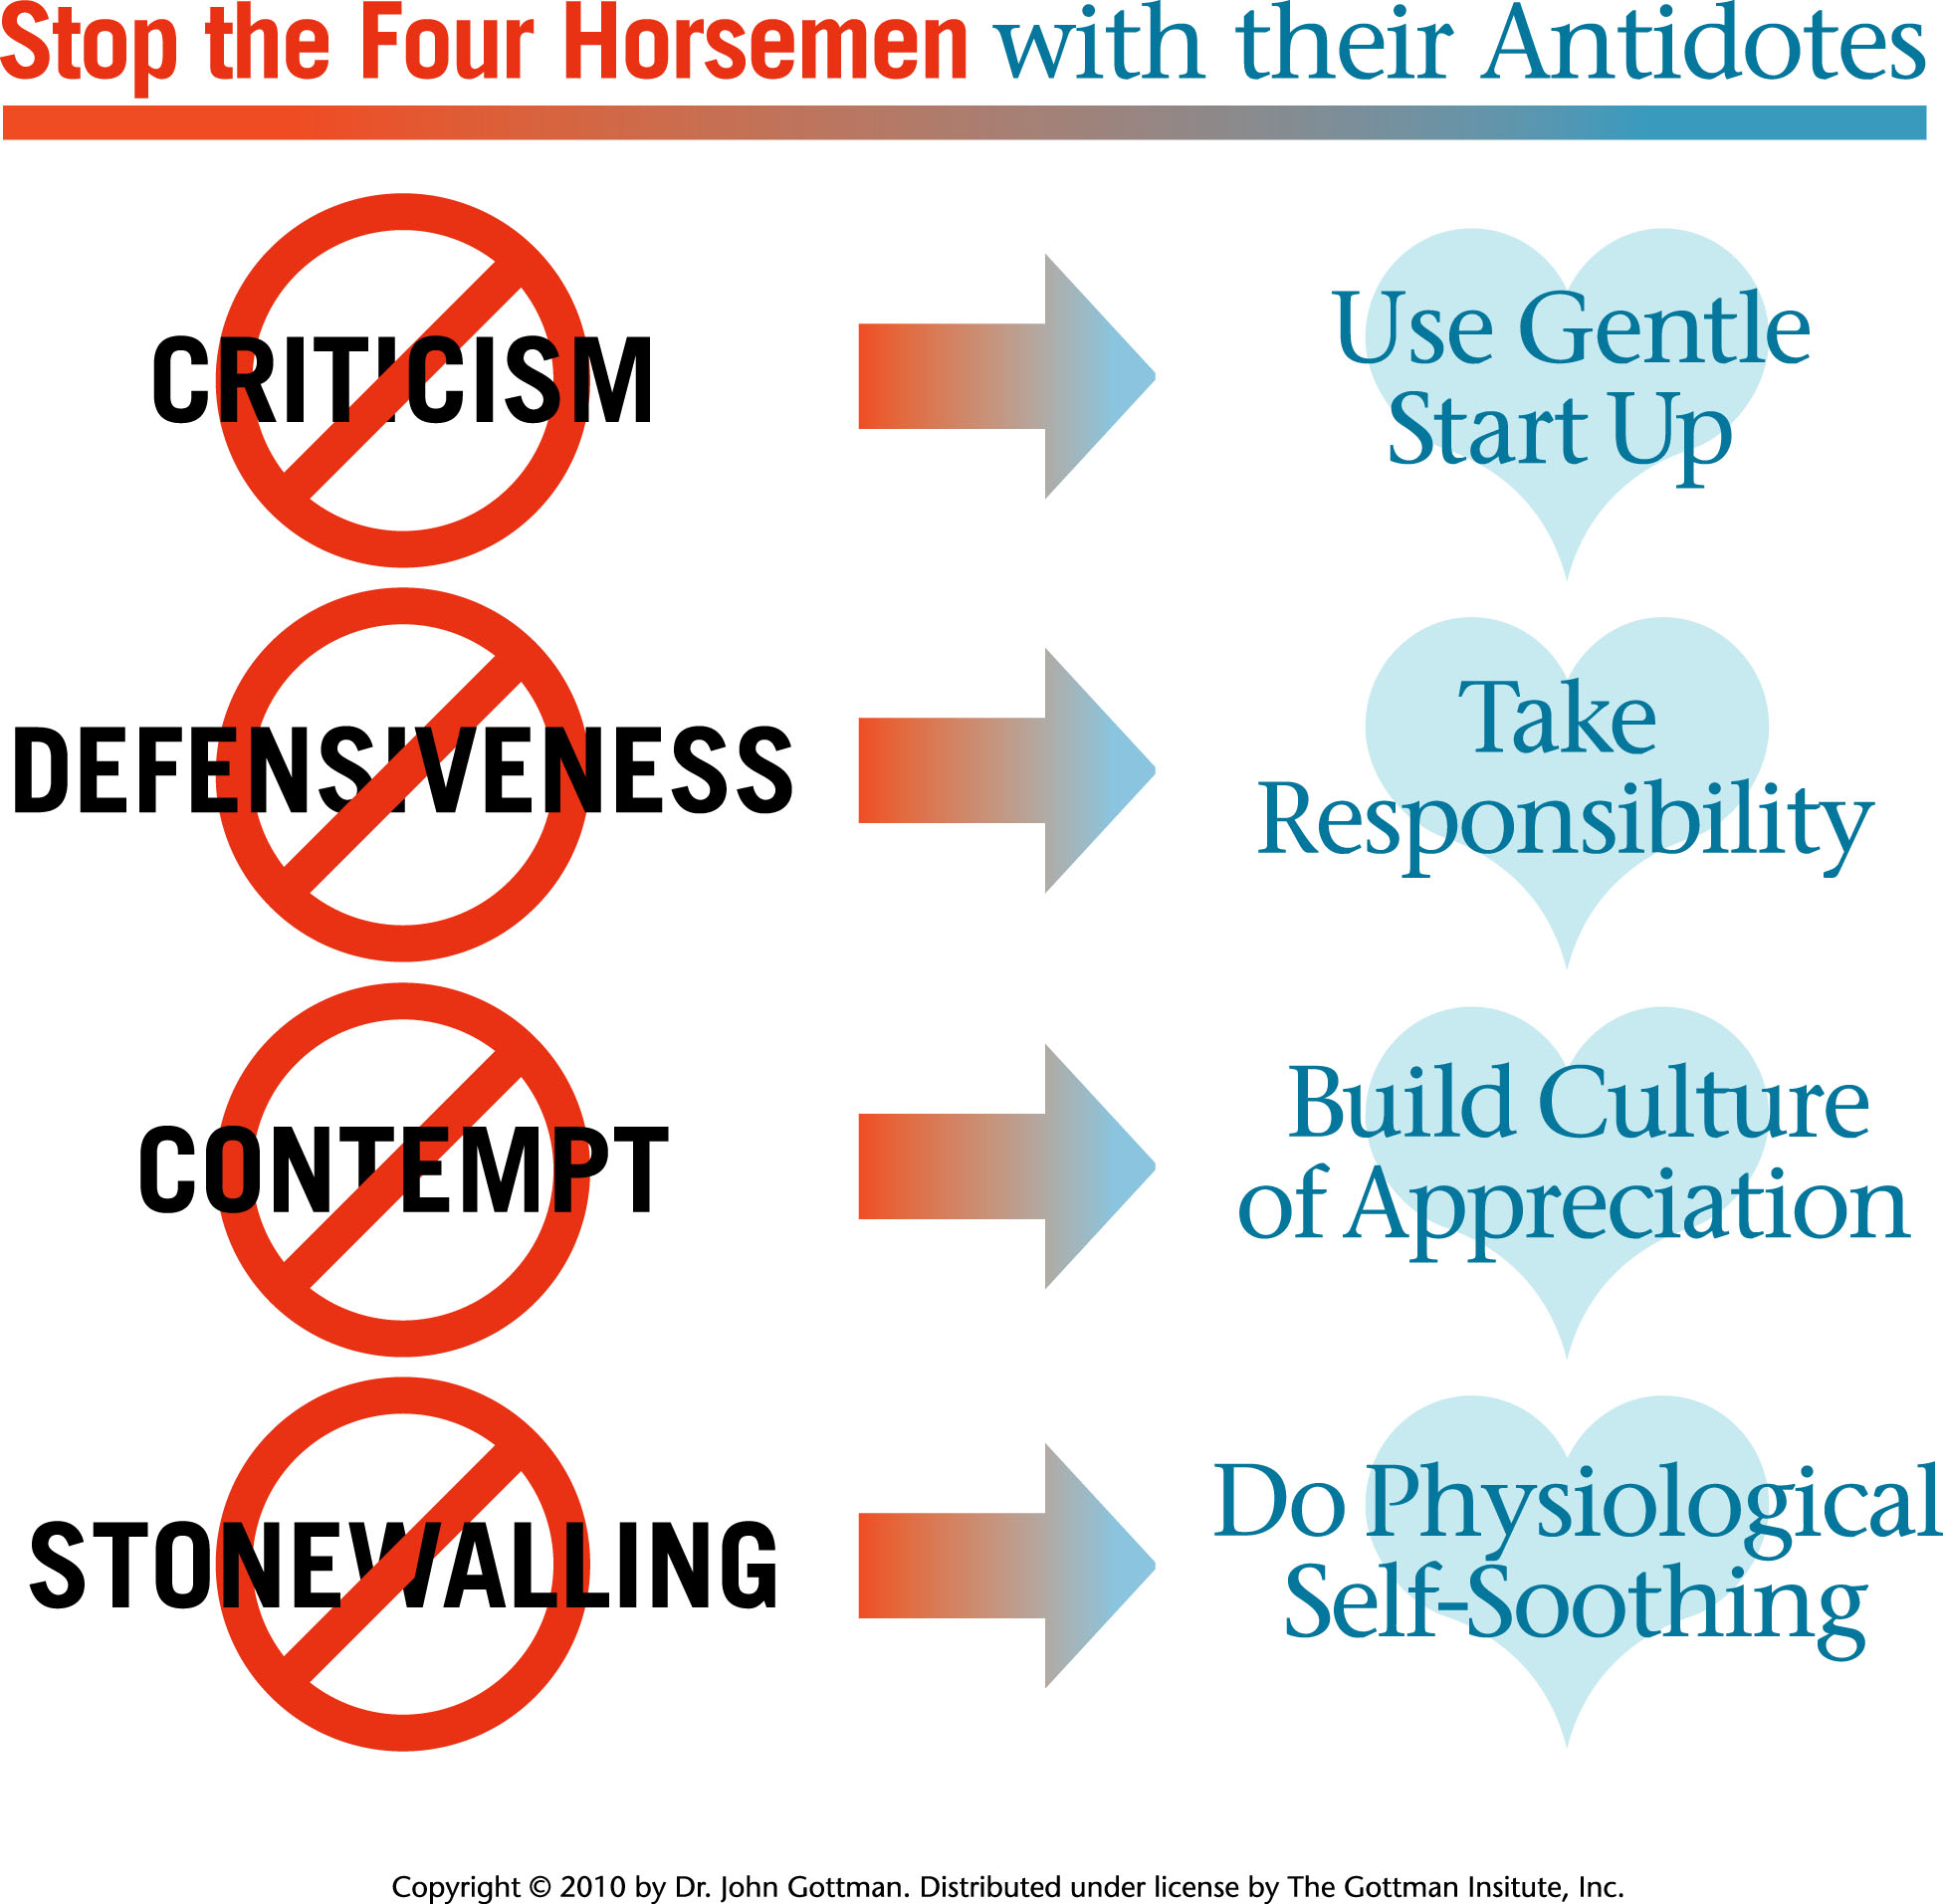 Stop the Four Horsemen with their Antidotes
CRITICISM
Use Gentle
Start Up
DEFENSIVENESS
Take
Responsibility
CONTEMPT
Build Culture
of Appreciation
STONEWALLING
Do Physiological
Self-Soothing
Copyright © 2010 by Dr. John Gottman. Distributed under license by The Gottman Insitute, Inc.